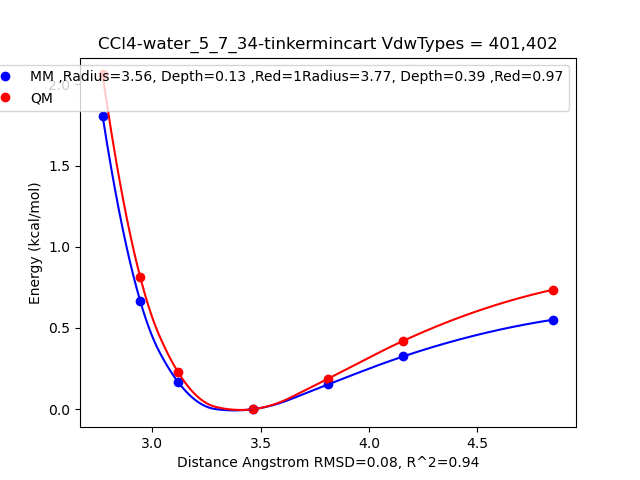 CCl4-water_5_7_34-tinkermincart VdwTypes = 401,402
MM ,Radius=3.56, Depth=0.13 ,Red=1Radius=3.77, Depth=0.39 ,Red=0.97
QM
2.0
1.5
1.0
0.5
0.0
Energy (kcal/mol)
3.0 3.5 4.0 4.5
Distance Angstrom RMSD=0.08, R^2=0.94